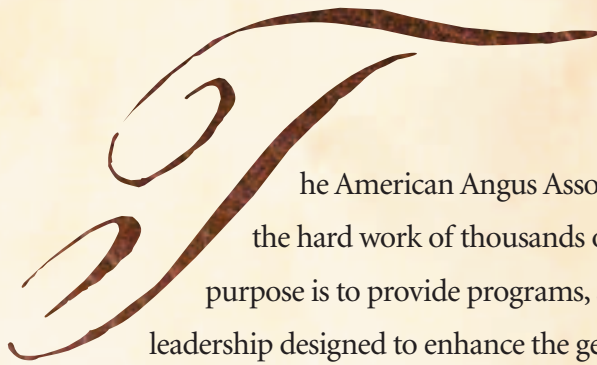 The American Angus
the hard work of thousands
purpose is to provide programs,
leadership designed to enhance the